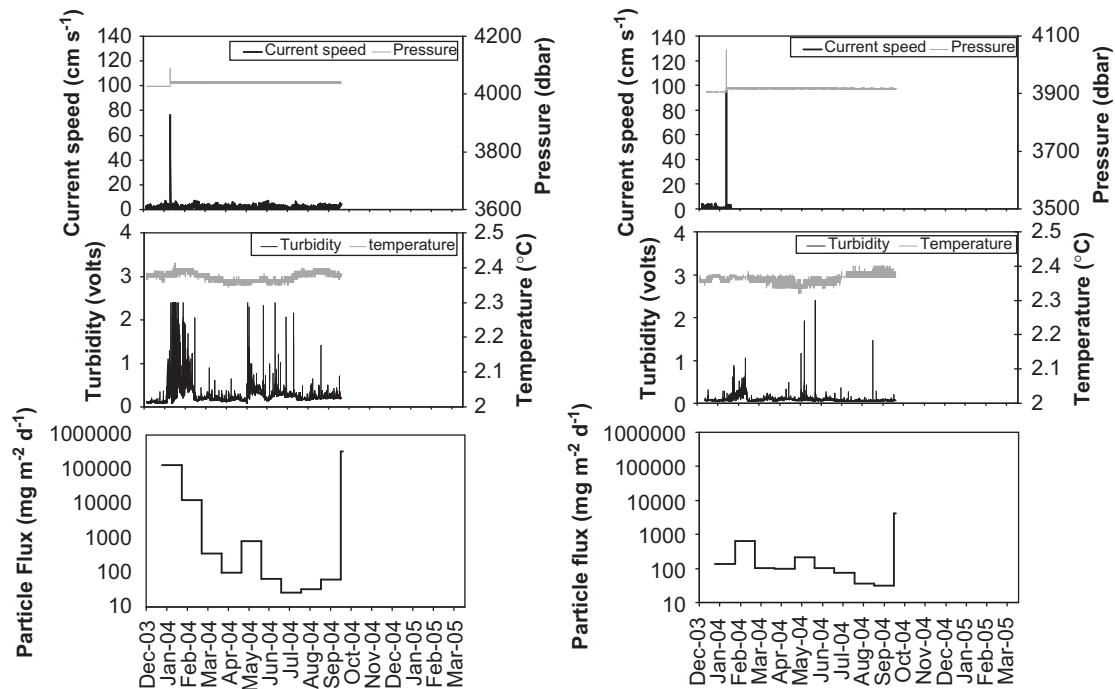 Current speed (cm s-1)
140
120
100
80
60
40
20
0
Current speed
Pressure
4200
4000
3800
3600
Pressure (dbar)
Turbidity (volts)
4
3
2
1
0
Turbidity
temperature
2.5
2.4
2.3
2.2
2.1
2
Temperature (°C)
Particle Flux (mg m-2 d-1)
1000000
100000
10000
1000
100
10
Dec-03
Jan-04
Feb-04
Mar-04
Apr-04
May-04
Jun-04
Jul-04
Aug-04
Sep-04
Oct-04
Nov-04
Dec-04
Jan-05
Feb-05
Mar-05
Current speed (cm s-1)
140
120
100
80
60
40
20
0
Current speed
Pressure
4100
3900
3700
3500
Pressure (dbar)
Turbidity (volts)
4
3
2
1
0
Turbidity
Temperature
2.5
2.4
2.3
2.2
2.1
2
Temperature (°C)
Particle flux (mg m-2 d-1)
1000000
100000
10000
1000
100
10
Dec-03
Jan-04
Feb-04
Mar-04
Apr-04
May-04
Jun-04
Jul-04
Aug-04
Sep-04
Oct-04
Nov-04
Dec-04
Jan-05
Feb-05
Mar-05